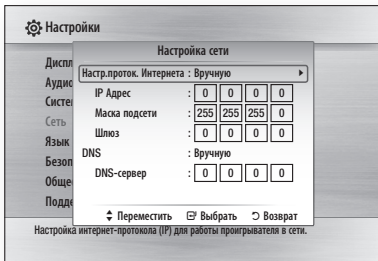 Настройки
Настройка сети
Диспл
Аудио
Систе
Сеть
Язык
Безоп
Обще
Подде
Настр.проток. Интернета : Вручную
IP Адрес : 0 0 0 0
Маска подсети : 255 255 255 0
Шлюз : 0 0 0 0
DNS : Вручную
DNS-сервер : 0 0 0 0
Переместить Выбрать Возврат
Настройка интернет-протокола (IP) для работы проигрывателя в сети.